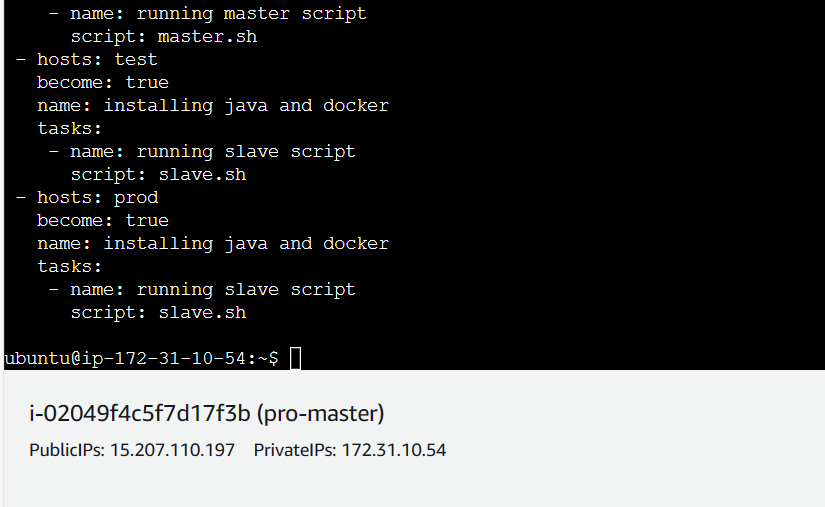 - name: running master script
script: master.sh
- hosts: test
become: true
name: installing java and docker
tasks:
- name: running slave script
script: slave.sh
- hosts: prod
become: true
name: installing java and docker
tasks:
- name: running slave script
script: slave.sh
ubuntu@ip-172-31-10-54:~$
i-02049f4c5f7d17f3b (pro-master)
PublicIPs: 15.207.110.197 PrivateIPs: 172.31.10.54